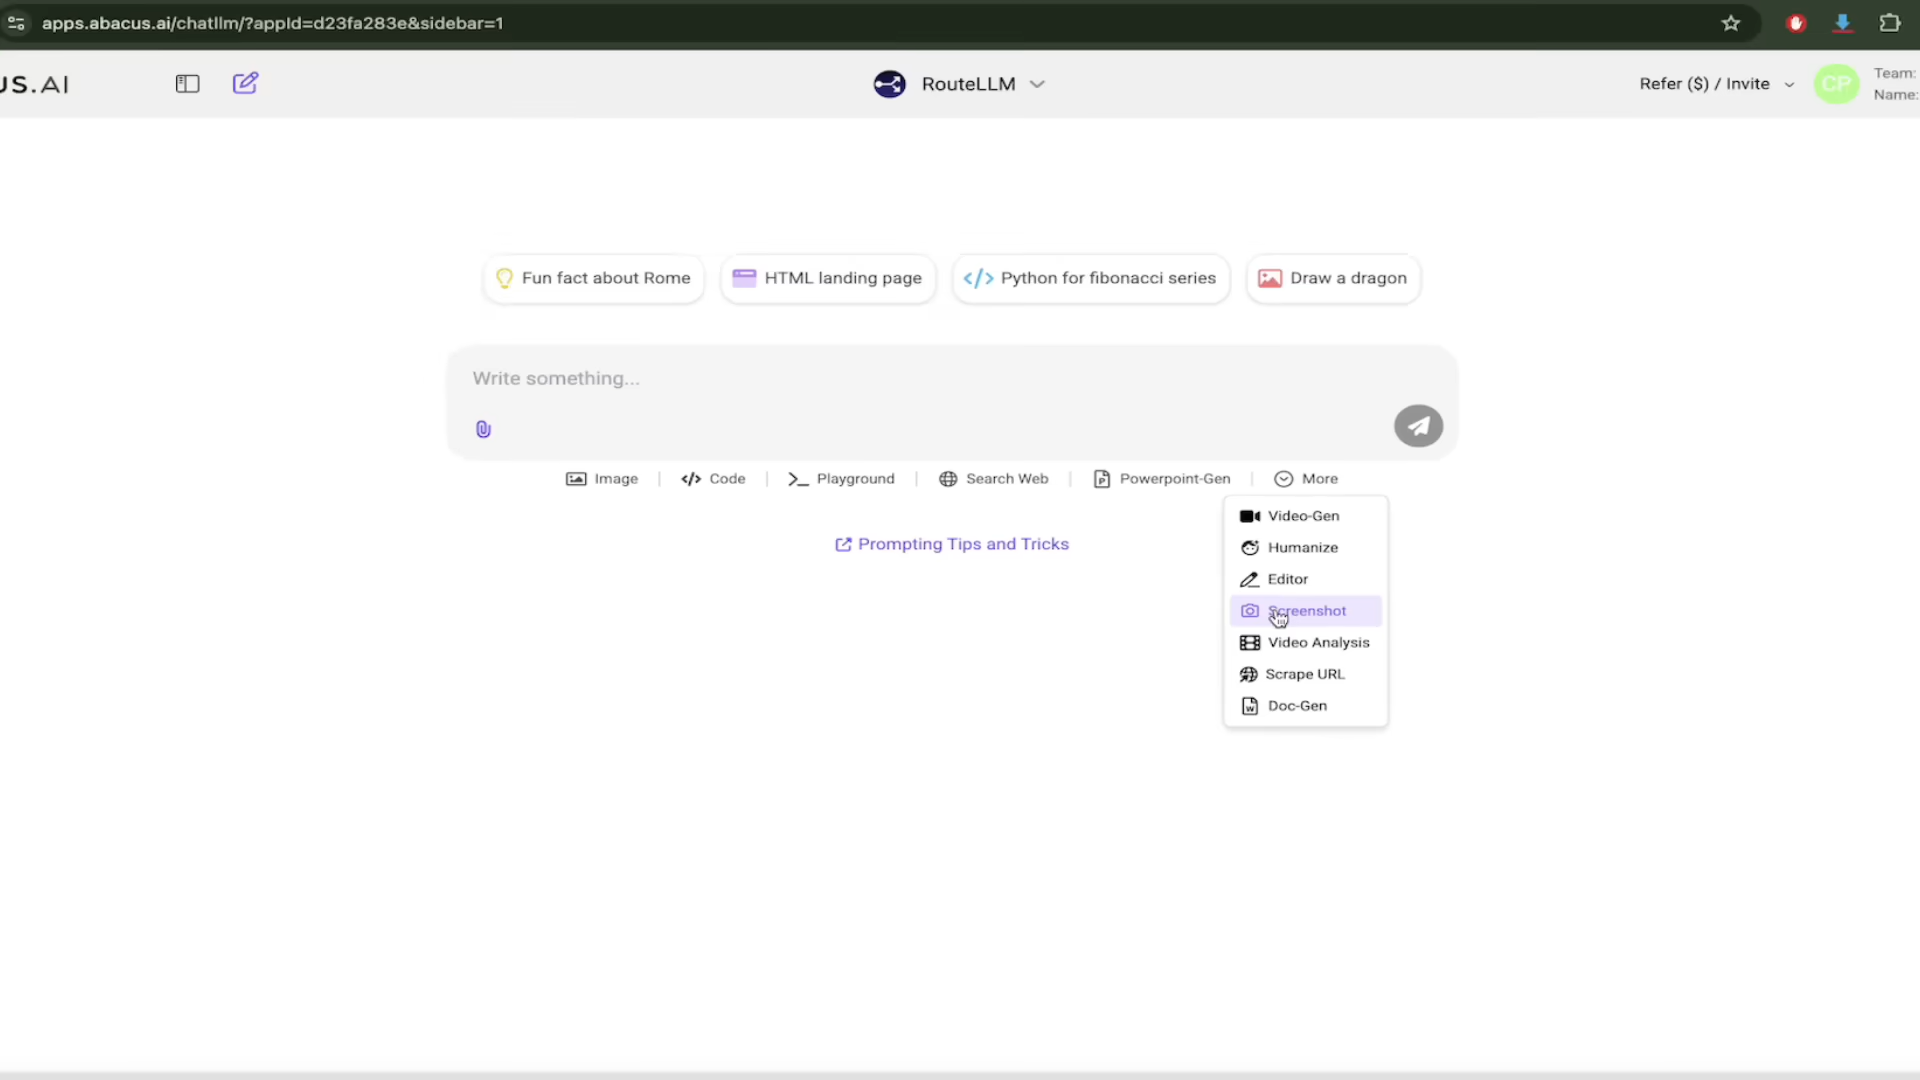 apps.abacus.ai/chatllm/?appId=d23fa283e&sidebar=1
US.AI
RouteLLM
Refer ($) / Invite
CP
Team:
Name:
Fun fact about Rome
HTML landing page
Python for fibonacci series
Draw a dragon
Write something...
Image
Code
Playground
Search Web
Powerpoint-Gen
More
Video-Gen
Humanize
Editor
Screenshot
Video Analysis
Scrape URL
Doc-Gen
Prompting Tips and Tricks